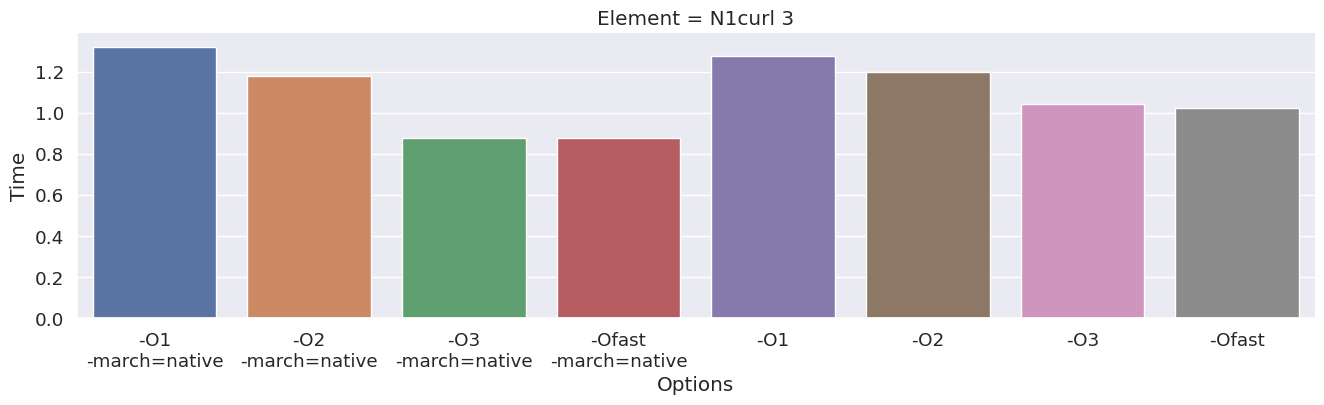 Element = N1curl 3
Time
1.2
1.0
0.8
0.6
0.4
0.2
0.0
-O1
-march=native
-O2
-march=native
-O3
-march=native
-Ofast
-march=native
-O1
-O2
-O3
-Ofast
Options